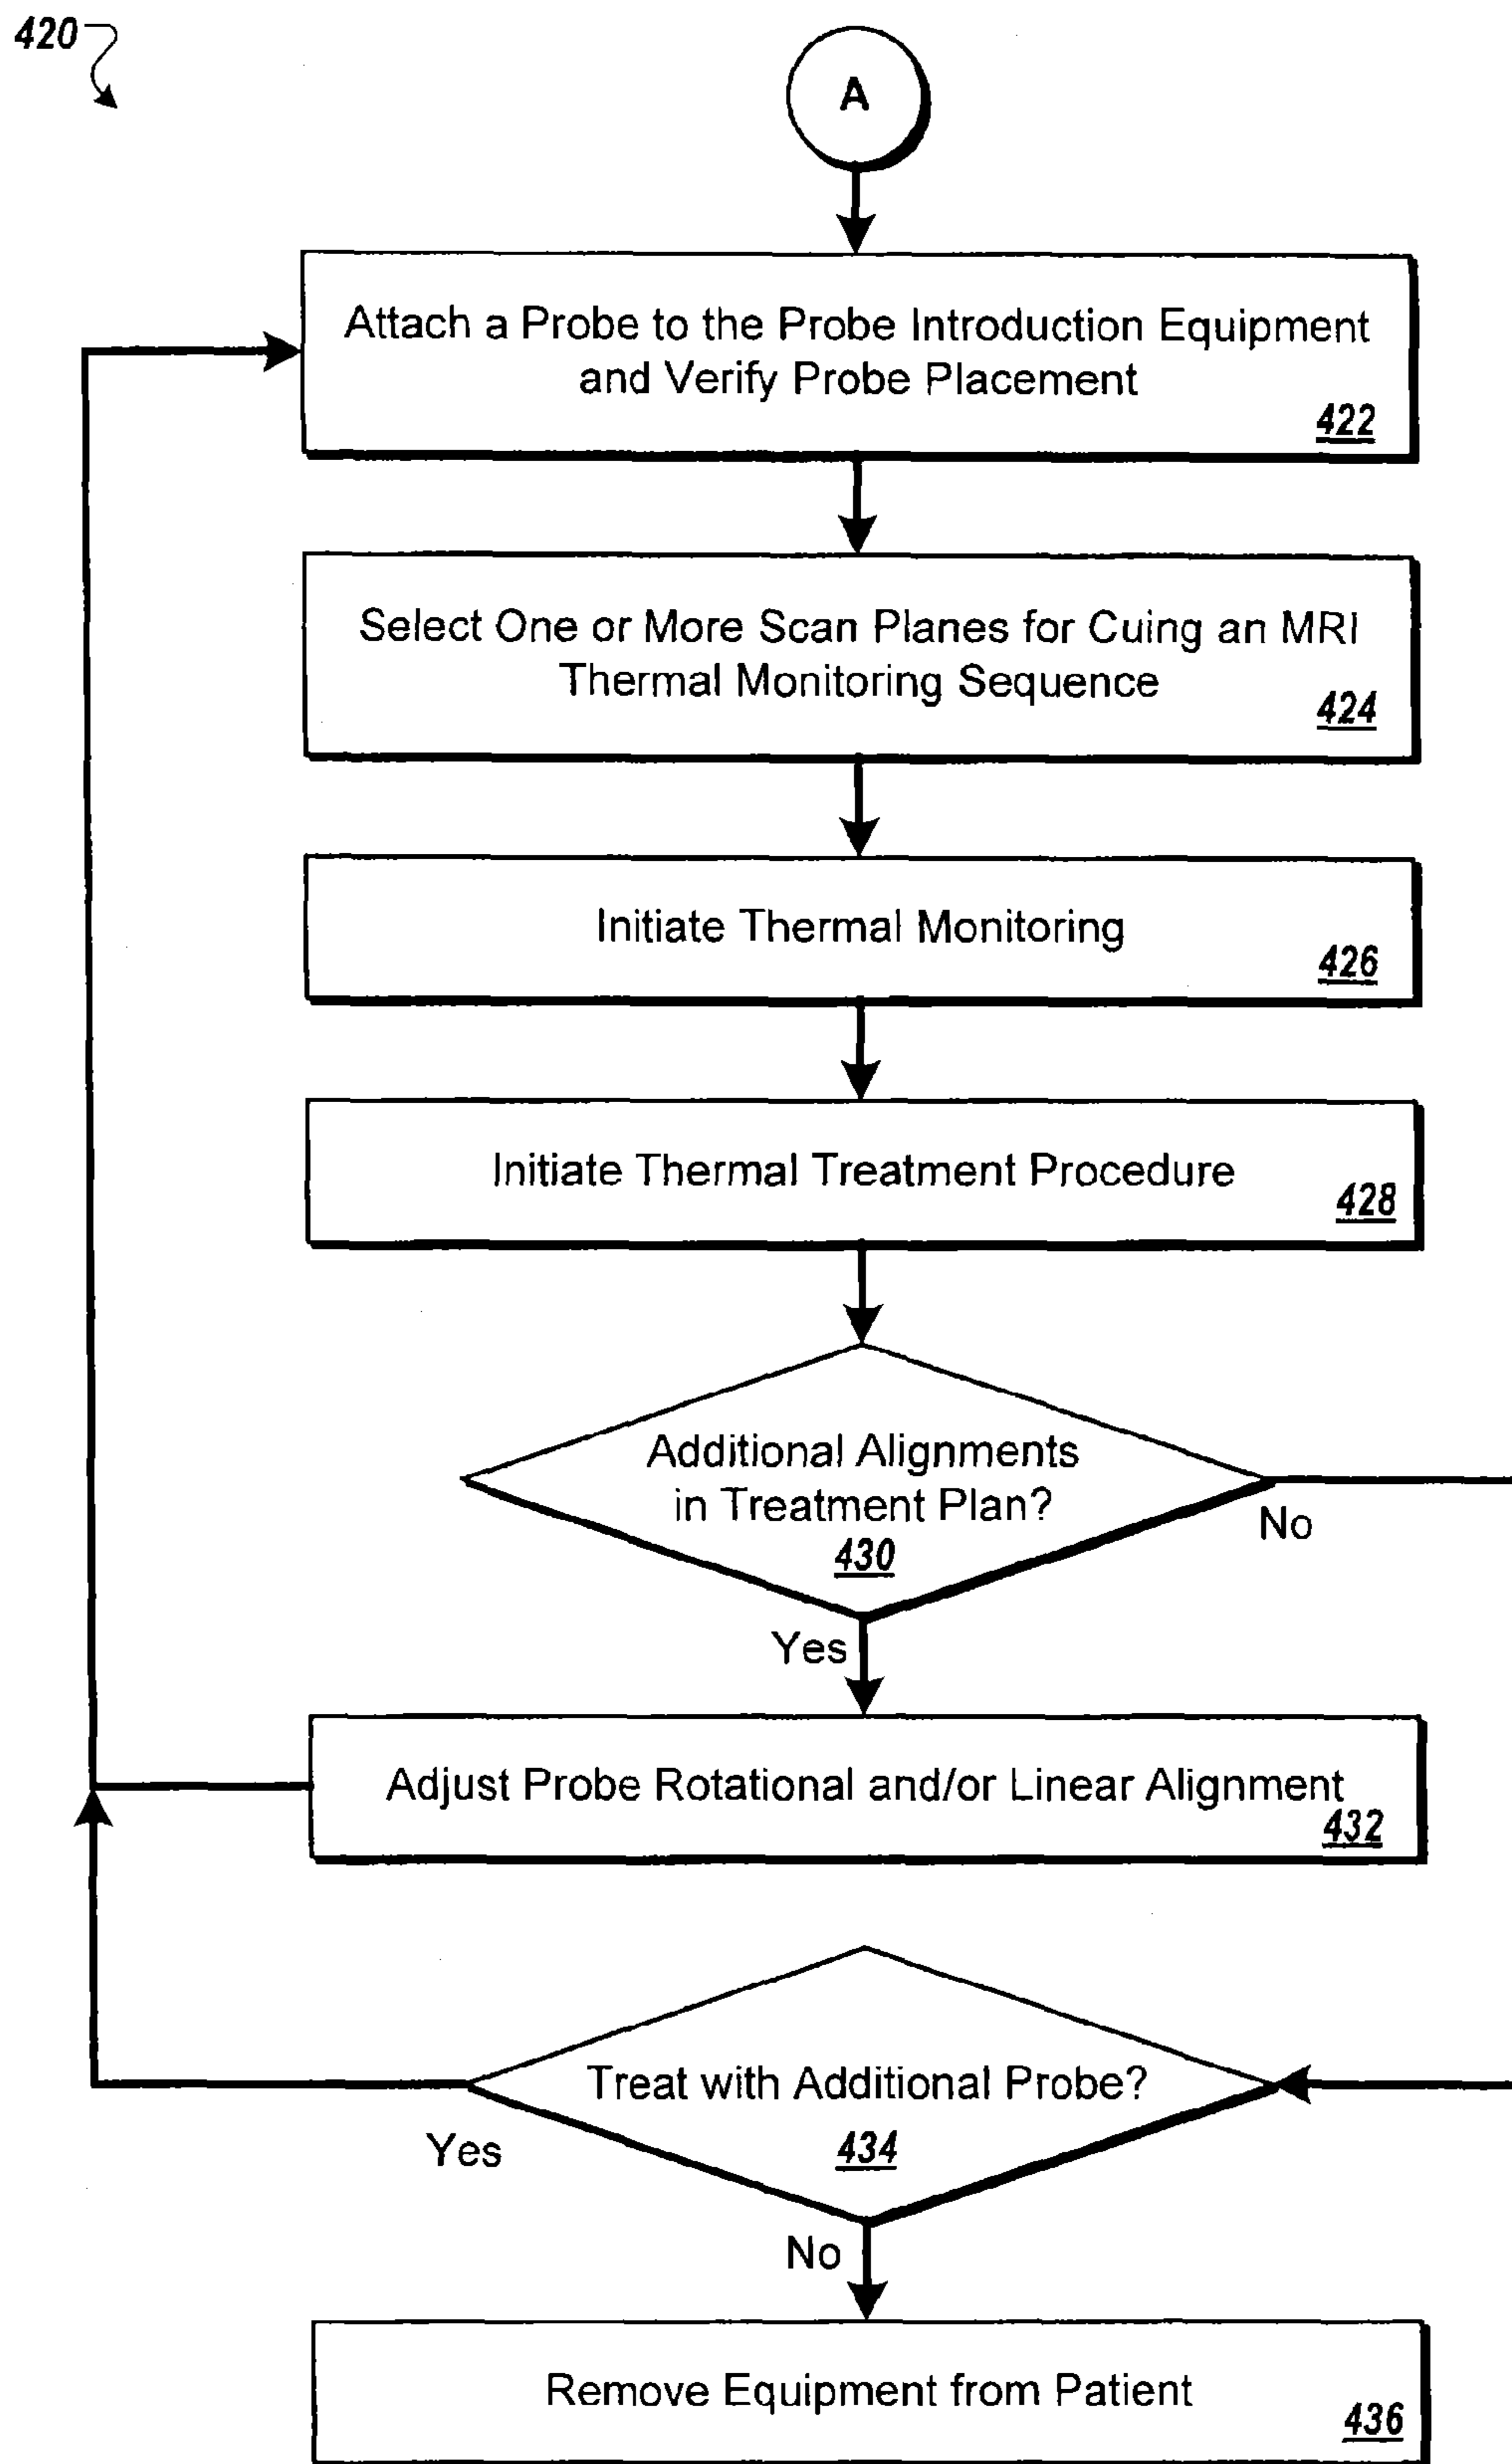 420
A
Attach a Probe to the Probe Introduction Equipment
and Verify Probe Placement
422
Select One or More Scan Planes for Cuing an MRI
Thermal Monitoring Sequence
424
Initiate Thermal Monitoring
426
Initiate Thermal Treatment Procedure
428
Additional Alignments
in Treatment Plan?
430
No
Yes
Adjust Probe Rotational and/or Linear Alignment
432
Treat with Additional Probe?
434
Yes
No
Remove Equipment from Patient
436